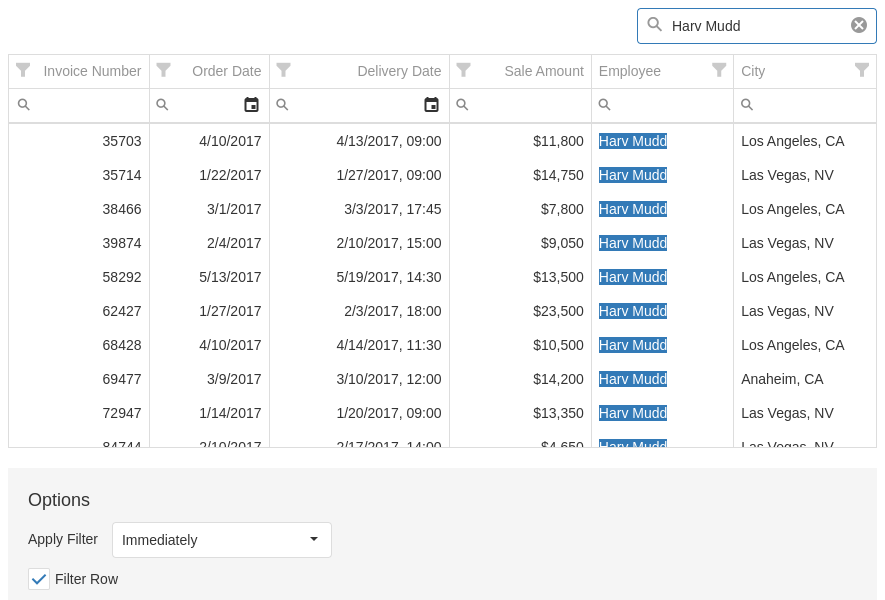 Harv Mudd
Invoice Number Order Date Delivery Date Sale Amount Employee City
35703 4/10/2017 4/13/2017, 09:00 $11,800 Harv Mudd Los Angeles, CA
35714 1/22/2017 1/27/2017, 09:00 $14,750 Harv Mudd Las Vegas, NV
38466 3/1/2017 3/3/2017, 17:45 $7,800 Harv Mudd Los Angeles, CA
39874 2/4/2017 2/10/2017, 15:00 $9,050 Harv Mudd Las Vegas, NV
58292 5/13/2017 5/19/2017, 14:30 $13,500 Harv Mudd Los Angeles, CA
62427 1/27/2017 2/3/2017, 18:00 $23,500 Harv Mudd Las Vegas, NV
68428 4/10/2017 4/14/2017, 11:30 $10,500 Harv Mudd Los Angeles, CA
69477 3/9/2017 3/10/2017, 12:00 $14,200 Harv Mudd Anaheim, CA
72947 1/14/2017 1/20/2017, 09:00 $13,350 Harv Mudd Las Vegas, NV
84744 2/10/2017 2/17/2017, 14:00 $4,650 Harv Mudd Las Vegas, NV
Options
Apply Filter Immediately
Filter Row